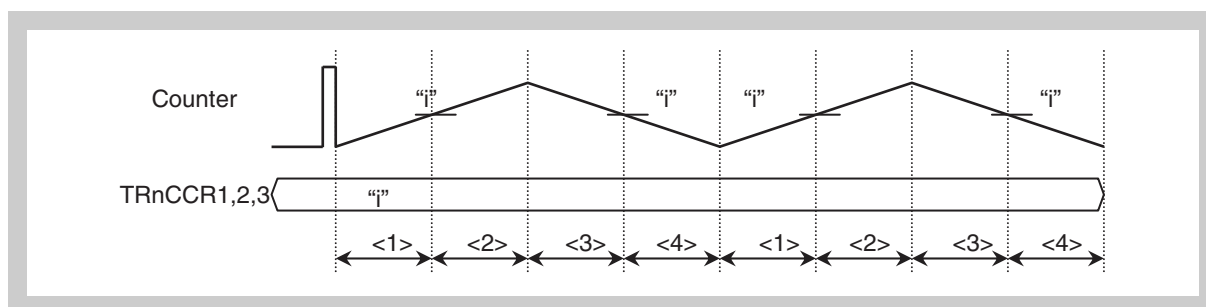 Counter
“i” “i” “i” “i”
TRnCCR1,2,3 “i”
<1> <2> <3> <4> <1> <2> <3> <4>